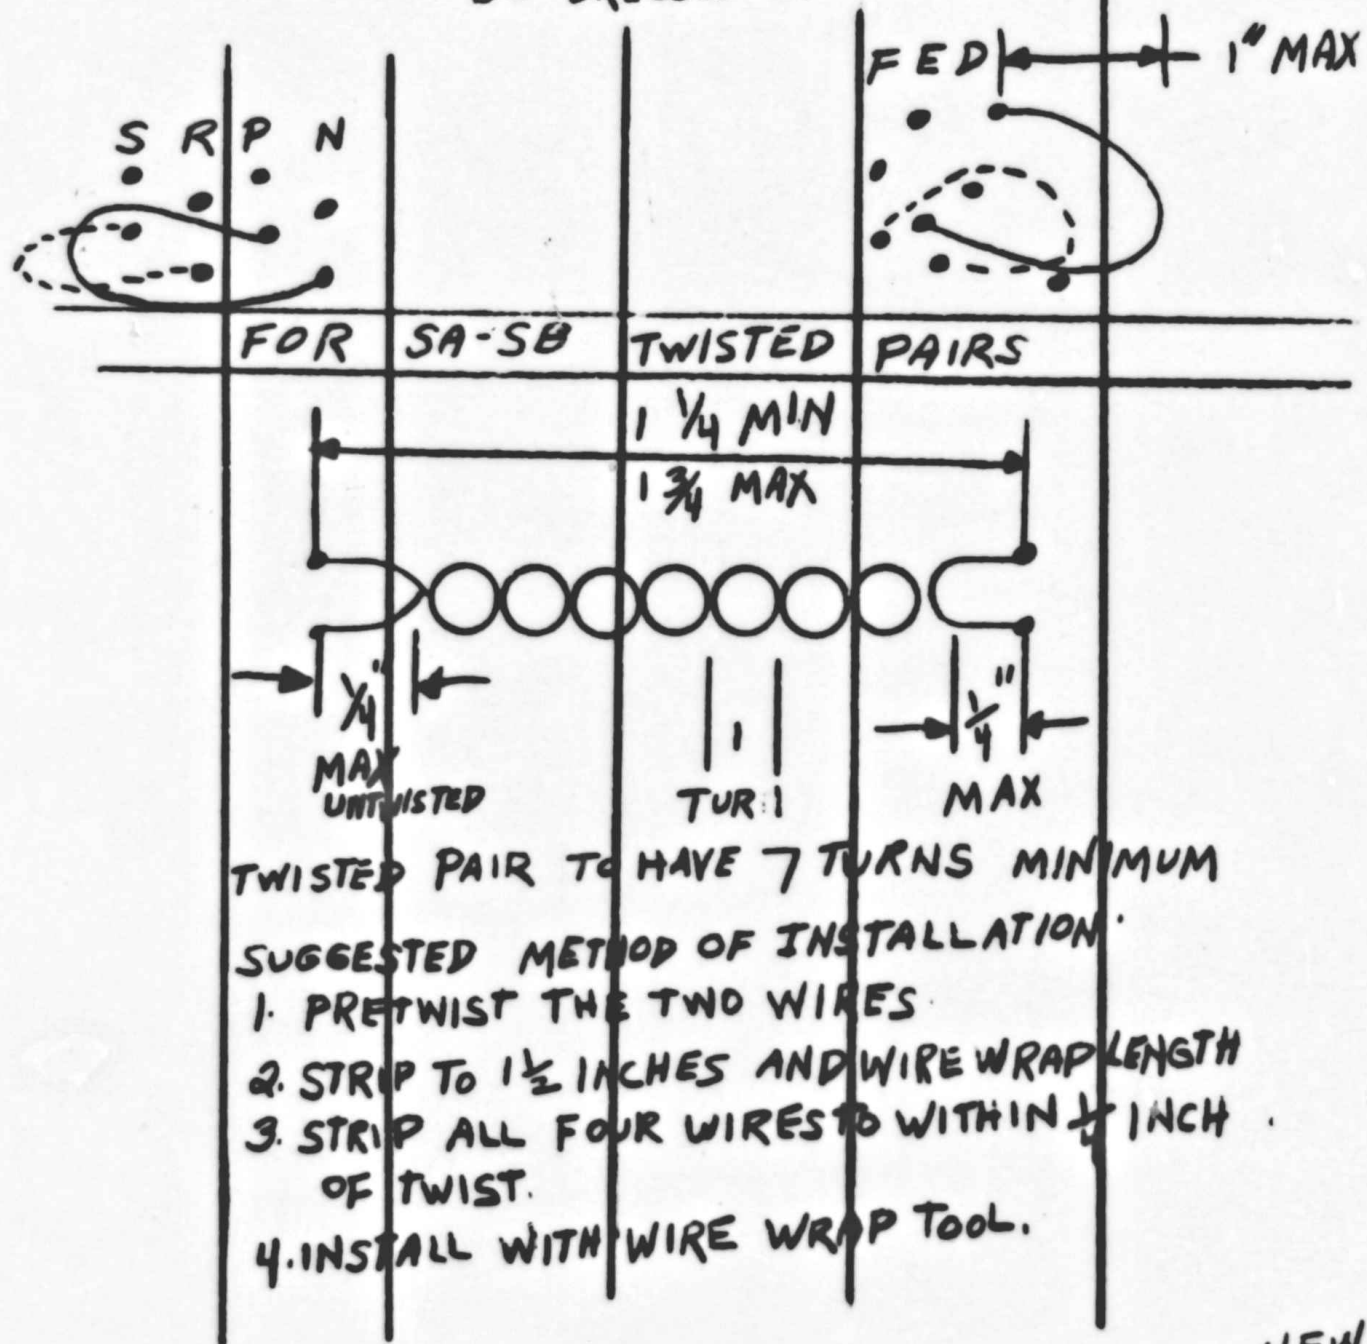 F E D 1" MAX
S R P N
FOR SA-SB TWISTED PAIRS
1 1/4 MIN
1 3/4 MAX
1/4" 1 1/4"
MAX MAX
UNTWISTED
TWISTED PAIR TO HAVE 7 TURNS MINIMUM
SUGGESTED METHOD OF INSTALLATION
1. PRETWIST THE TWO WIRES.
2. STRIP TO 1 1/2 INCHES AND WIRE WRAP LENGTH
3. STRIP ALL FOUR WIRES TO WITHIN 1/4 INCH
OF TWIST.
4. INSTALL WITH WIRE WRAP TOOL.